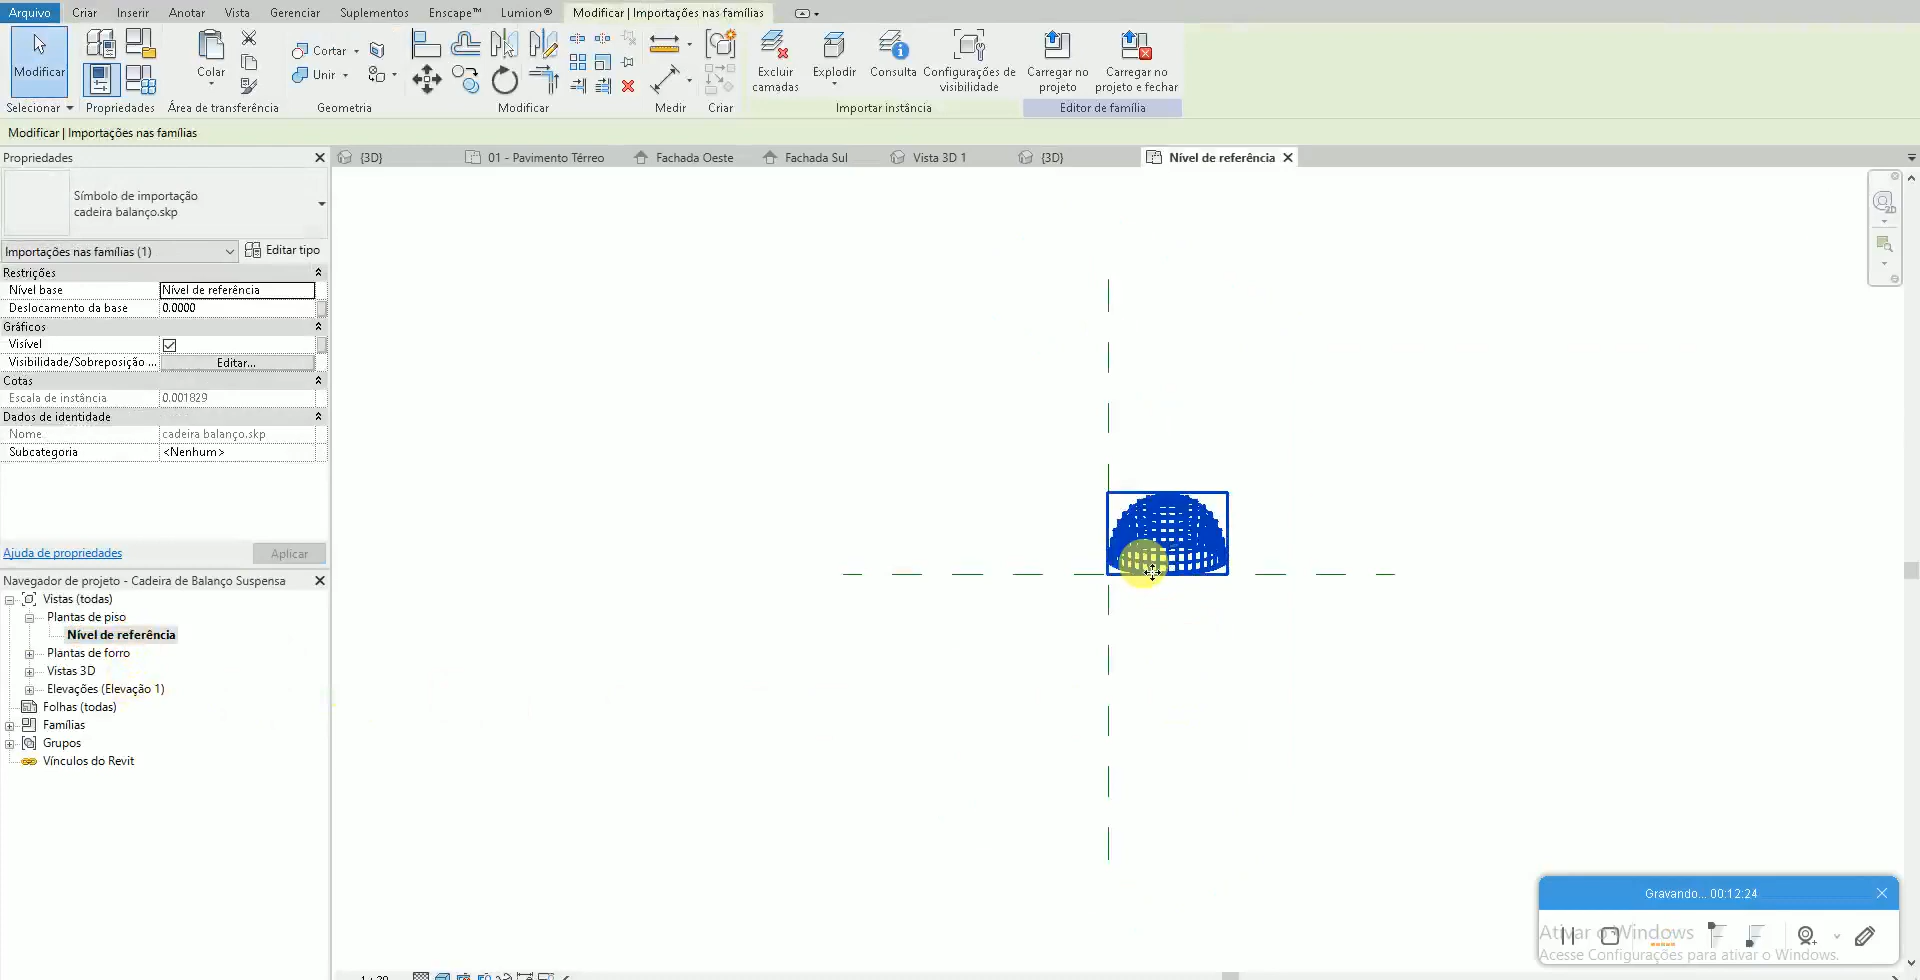 Arquivo Criar Inserir Anotar Vista Gerenciar Suplementos Enscape™ Lumion® Modificar | Importações nas famílias
Modificar
Colar
Cortar
Unir
Excluir camadas
Explodir
Consulta
Configurações de visibilidade
Carregar no projeto
Carregar no projeto e fechar
Selecionar Propriedades Área de transferência Geometria Modificar Medir Criar Importar instância Editor de família
Modificar | Importações nas famílias
Propriedades
{3D} 01 - Pavimento Térreo Fachada Oeste Fachada Sul Vista 3D 1 {3D} Nível de referência
Símbolo de importação
cadeira balanço.skp
Importações nas famílias (1) Editar tipo
Restrições
Nível base Nível de referência
Deslocamento da base 0.0000
Gráficos
Visível
Visibilidade/Sobreposição ... Editar...
Cotas
Escala de instância 0.001829
Dados de identidade
Nome cadeira balanço.skp
Subcategoria <Nenhum>
Ajuda de propriedades Aplicar
Navegador de projeto - Cadeira de Balanço Suspensa
Vistas (todas)
Plantas de piso
Nível de referência
Plantas de forro
Vistas 3D
Elevações (Elevação 1)
Folhas (todas)
Famílias
Grupos
Vínculos do Revit
2D
Gravando... 00:12:24
Ativar o Windows
Acesse Configurações para ativar o Windows.